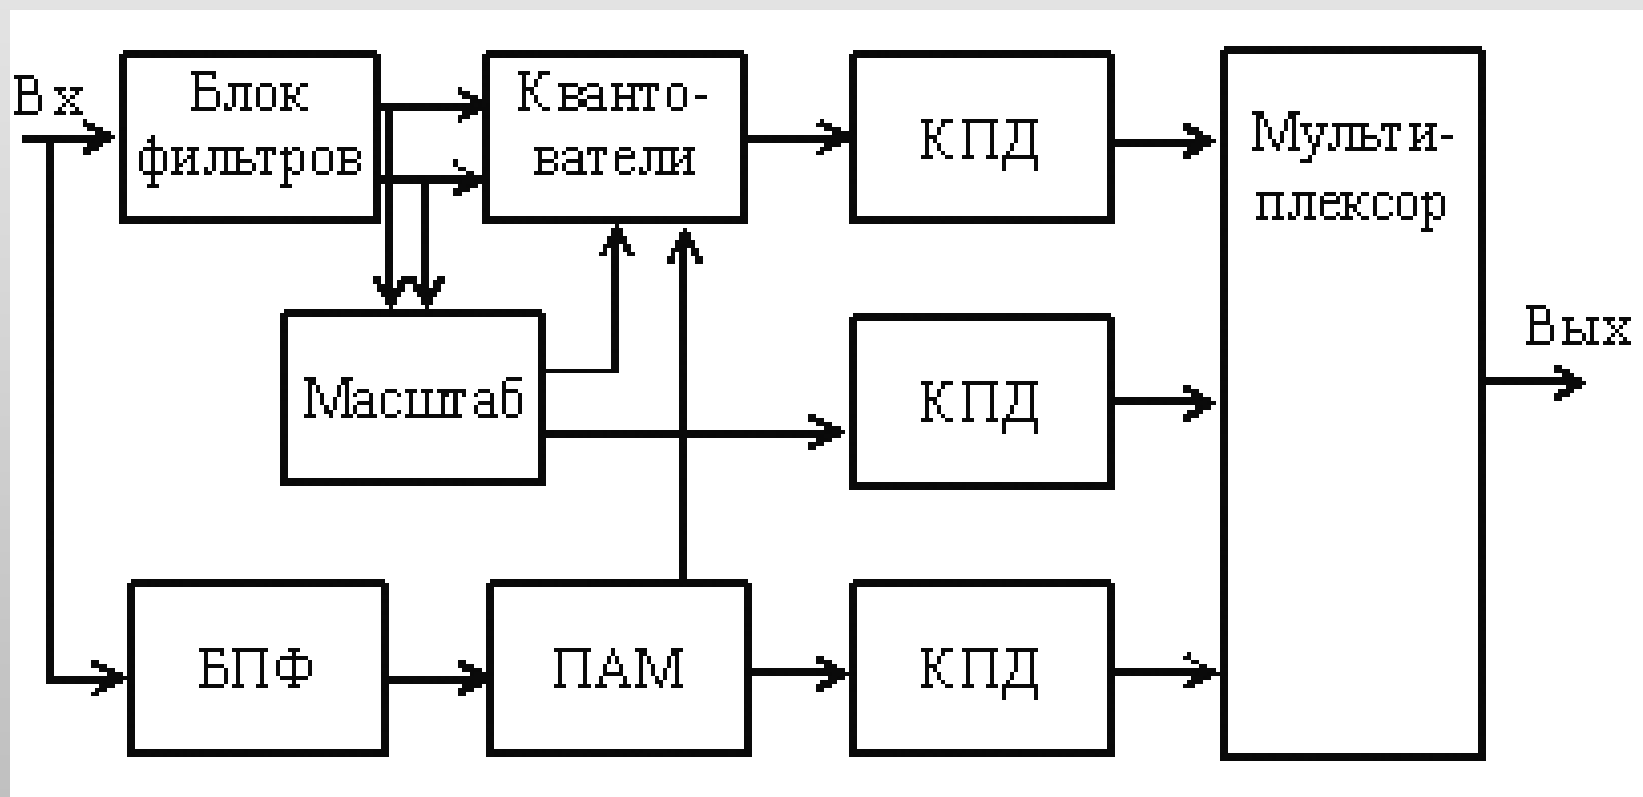 Вх
Блок
фильтров
Кванто-
ватели
КПД
Мульти-
плексор
Масштаб
КПД
Вых
БПФ
ПАМ
КПД